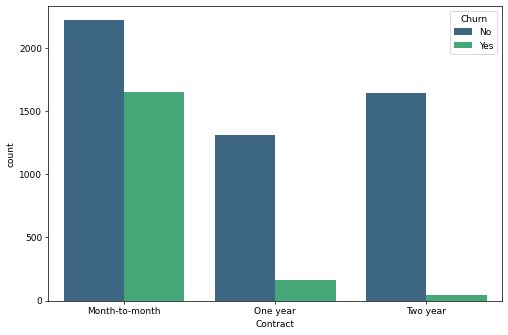 Churn
No
Yes
2000
1500
1000
500
0
count
Month-to-month
One year
Two year
Contract